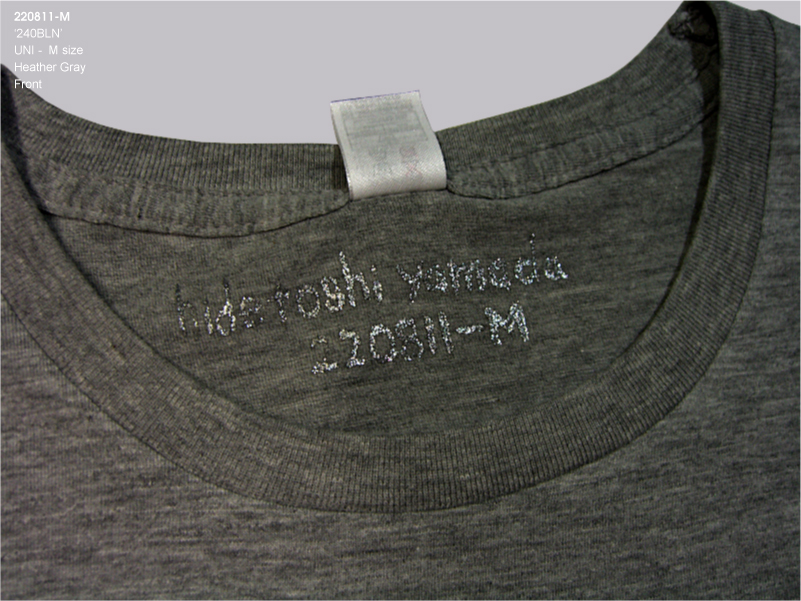 220811-M
'240BLN'
UNI - M size
Heather Gray
Front
hidetoshi yamada
220811-M